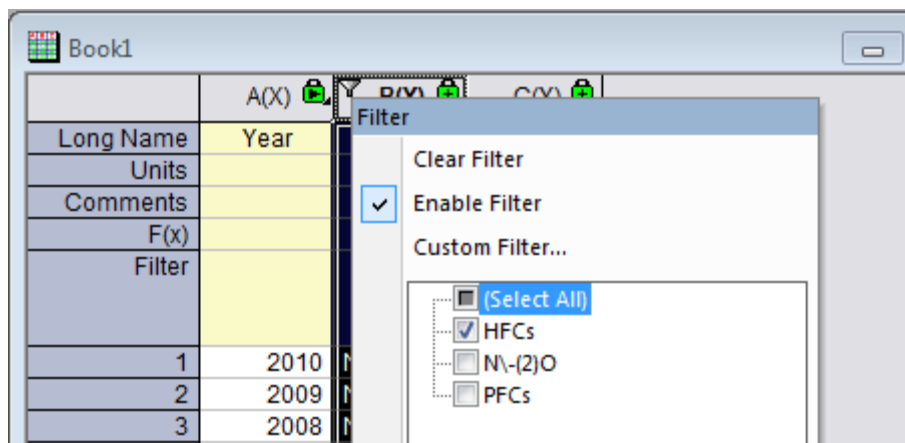 Book1
A(X) B(Y) C(Y)
Filter
Long Name Year
Clear Filter
Units
Comments
Enable Filter
F(x)
Custom Filter...
Filter
(Select All)
HFCs
1 2010 N\-(2)O
2 2009 PFCs
3 2008